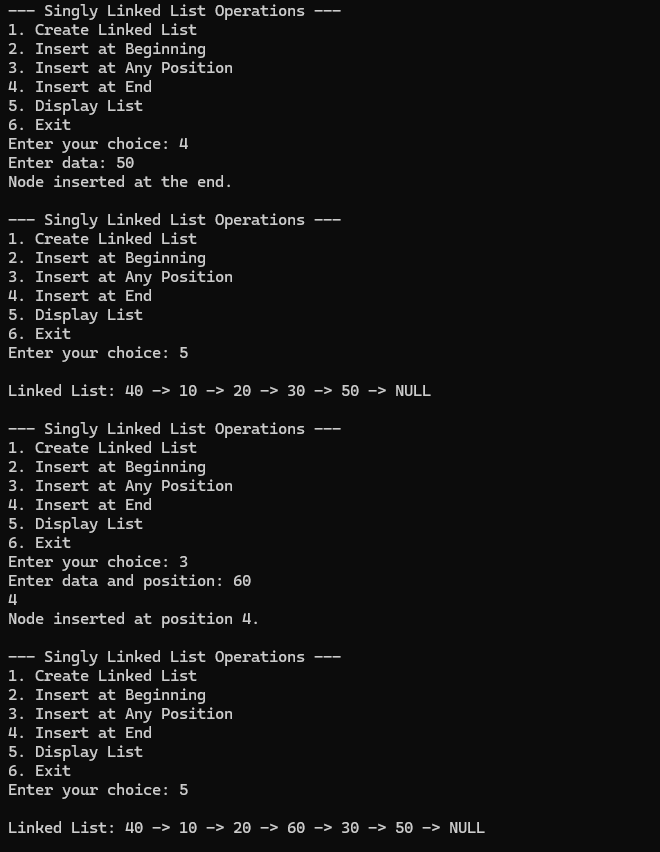 --- Singly Linked List Operations ---
1. Create Linked List
2. Insert at Beginning
3. Insert at Any Position
4. Insert at End
5. Display List
6. Exit
Enter your choice: 4
Enter data: 50
Node inserted at the end.

--- Singly Linked List Operations ---
1. Create Linked List
2. Insert at Beginning
3. Insert at Any Position
4. Insert at End
5. Display List
6. Exit
Enter your choice: 5

Linked List: 40 -> 10 -> 20 -> 30 -> 50 -> NULL

--- Singly Linked List Operations ---
1. Create Linked List
2. Insert at Beginning
3. Insert at Any Position
4. Insert at End
5. Display List
6. Exit
Enter your choice: 3
Enter data and position: 60
4
Node inserted at position 4.

--- Singly Linked List Operations ---
1. Create Linked List
2. Insert at Beginning
3. Insert at Any Position
4. Insert at End
5. Display List
6. Exit
Enter your choice: 5

Linked List: 40 -> 10 -> 20 -> 60 -> 30 -> 50 -> NULL